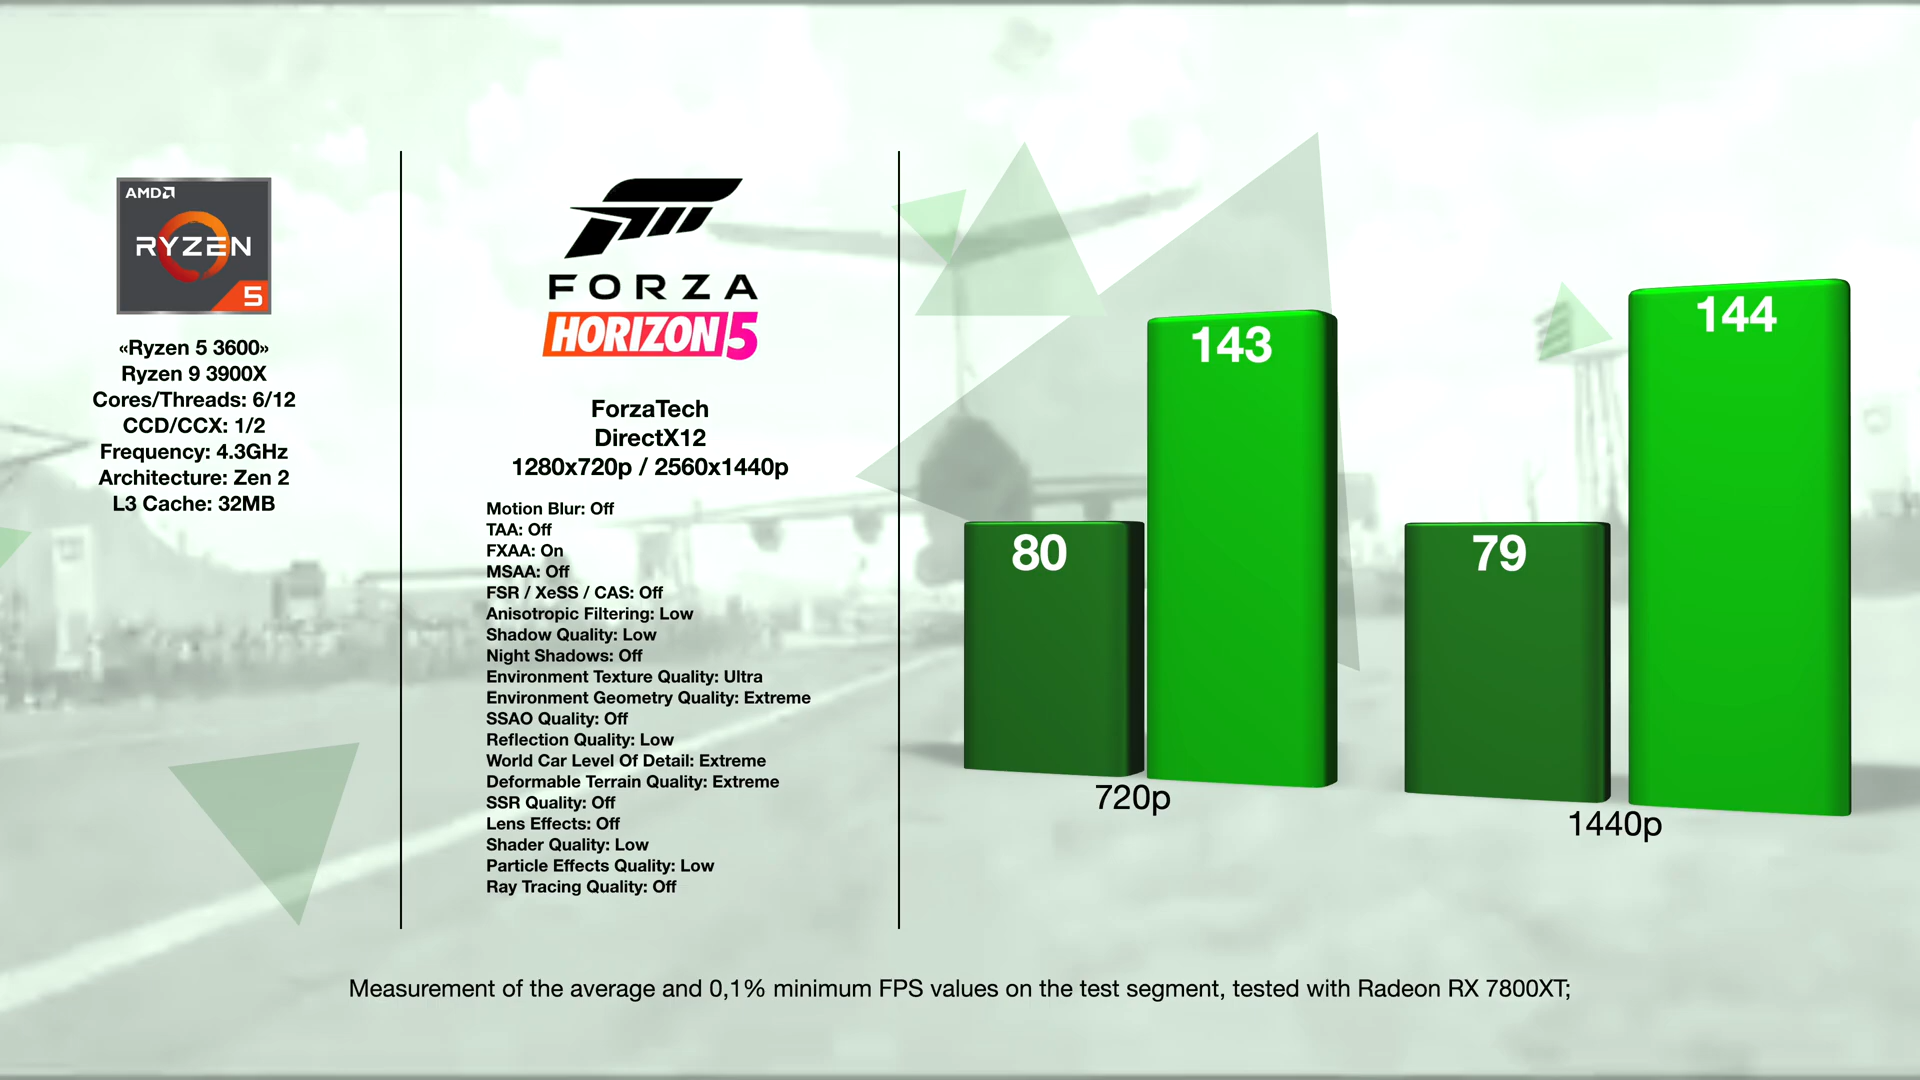 AMD
RYZEN
5
«Ryzen 5 3600»
Ryzen 9 3900X
Cores/Threads: 6/12
CCD/CCX: 1/2
Frequency: 4.3GHz
Architecture: Zen 2
L3 Cache: 32MB
FORZA
HORIZON 5
ForzaTech
DirectX12
1280x720p / 2560x1440p
Motion Blur: Off
TAA: Off
FXAA: On
MSAA: Off
FSR / XeSS / CAS: Off
Anisotropic Filtering: Low
Shadow Quality: Low
Night Shadows: Off
Environment Texture Quality: Ultra
Environment Geometry Quality: Extreme
SSAO Quality: Off
Reflection Quality: Low
World Car Level Of Detail: Extreme
Deformable Terrain Quality: Extreme
SSR Quality: Off
Lens Effects: Off
Shader Quality: Low
Particle Effects Quality: Low
Ray Tracing Quality: Off
80
143
720p
79
144
1440p
Measurement of the average and 0,1% minimum FPS values on the test segment, tested with Radeon RX 7800XT;